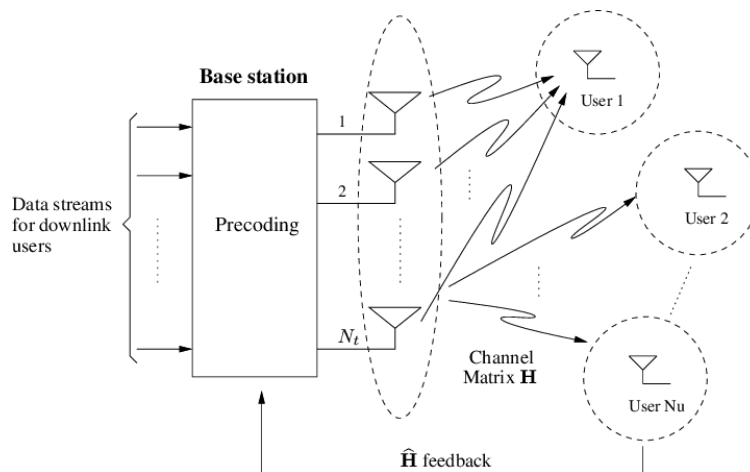 Base station
Data streams
for downlink
users
Precoding
1
2
N_t
User 1
User 2
User Nu
Channel
Matrix H
Ĥ feedback